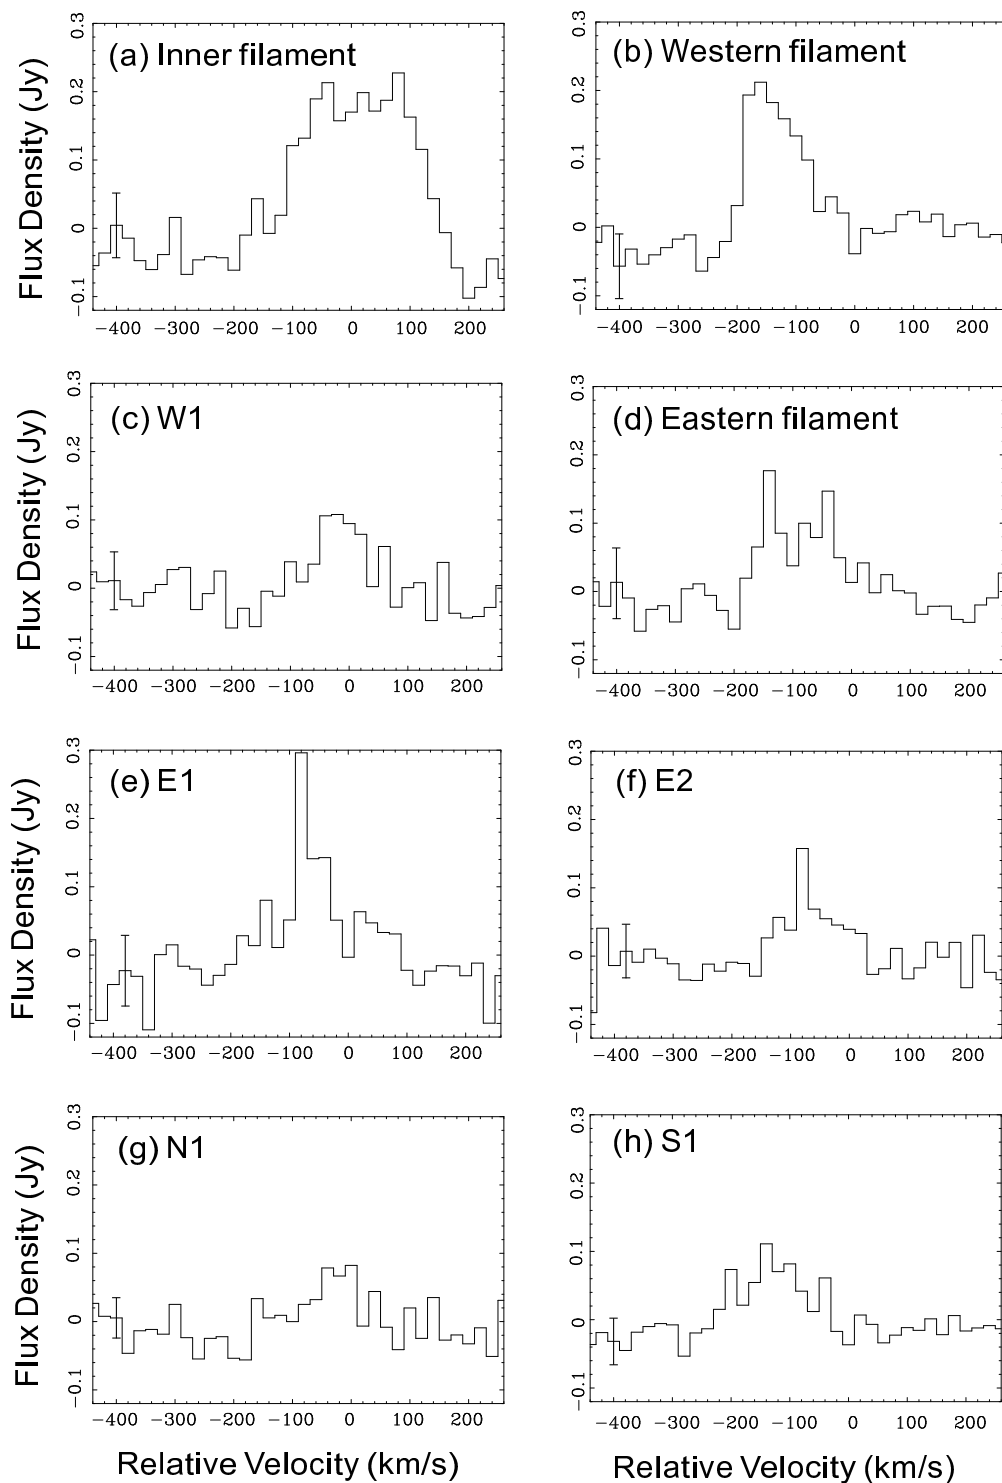 (a) Inner filament
Flux Density (Jy)
0.3
0.2
0.1
0
−0.1
−400 −300 −200 −100 0 100 200
(b) Western filament
0.3
0.2
0.1
0
−0.1
−400 −300 −200 −100 0 100 200
(c) W1
Flux Density (Jy)
0.3
0.2
0.1
0
−0.1
−400 −300 −200 −100 0 100 200
(d) Eastern filament
0.3
0.2
0.1
0
−0.1
−400 −300 −200 −100 0 100 200
(e) E1
Flux Density (Jy)
0.3
0.2
0.1
0
−0.1
−400 −300 −200 −100 0 100 200
(f) E2
0.3
0.2
0.1
0
−0.1
−400 −300 −200 −100 0 100 200
(g) N1
Flux Density (Jy)
0.3
0.2
0.1
0
−0.1
−400 −300 −200 −100 0 100 200
Relative Velocity (km/s)
(h) S1
0.3
0.2
0.1
0
−0.1
−400 −300 −200 −100 0 100 200
Relative Velocity (km/s)